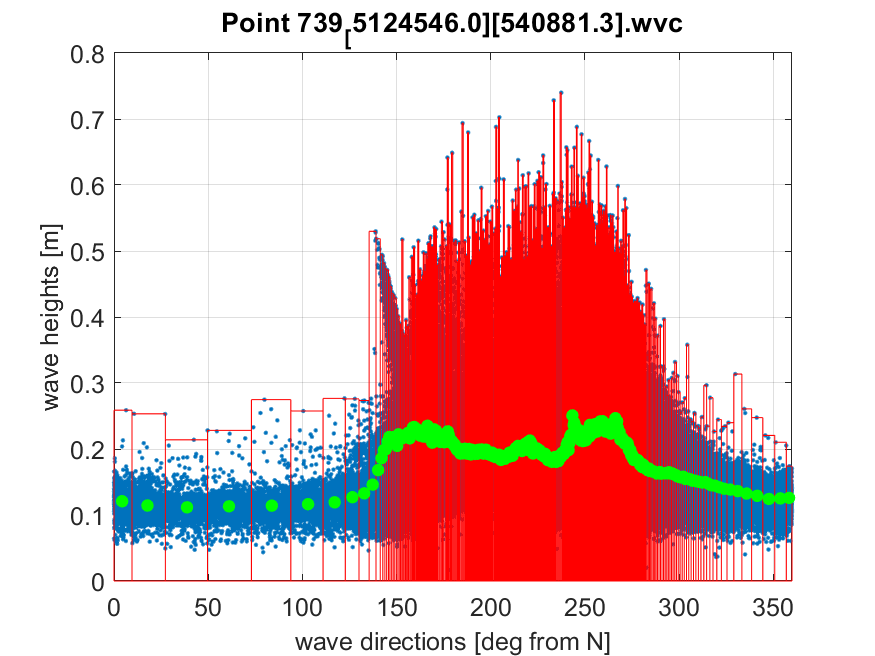 Point 739[5124546.0][540881.3].wvc
0.8
0.7
0.6
0.5
0.4
0.3
0.2
0.1
0
wave heights [m]
0 50 100 150 200 250 300 350
wave directions [deg from N]